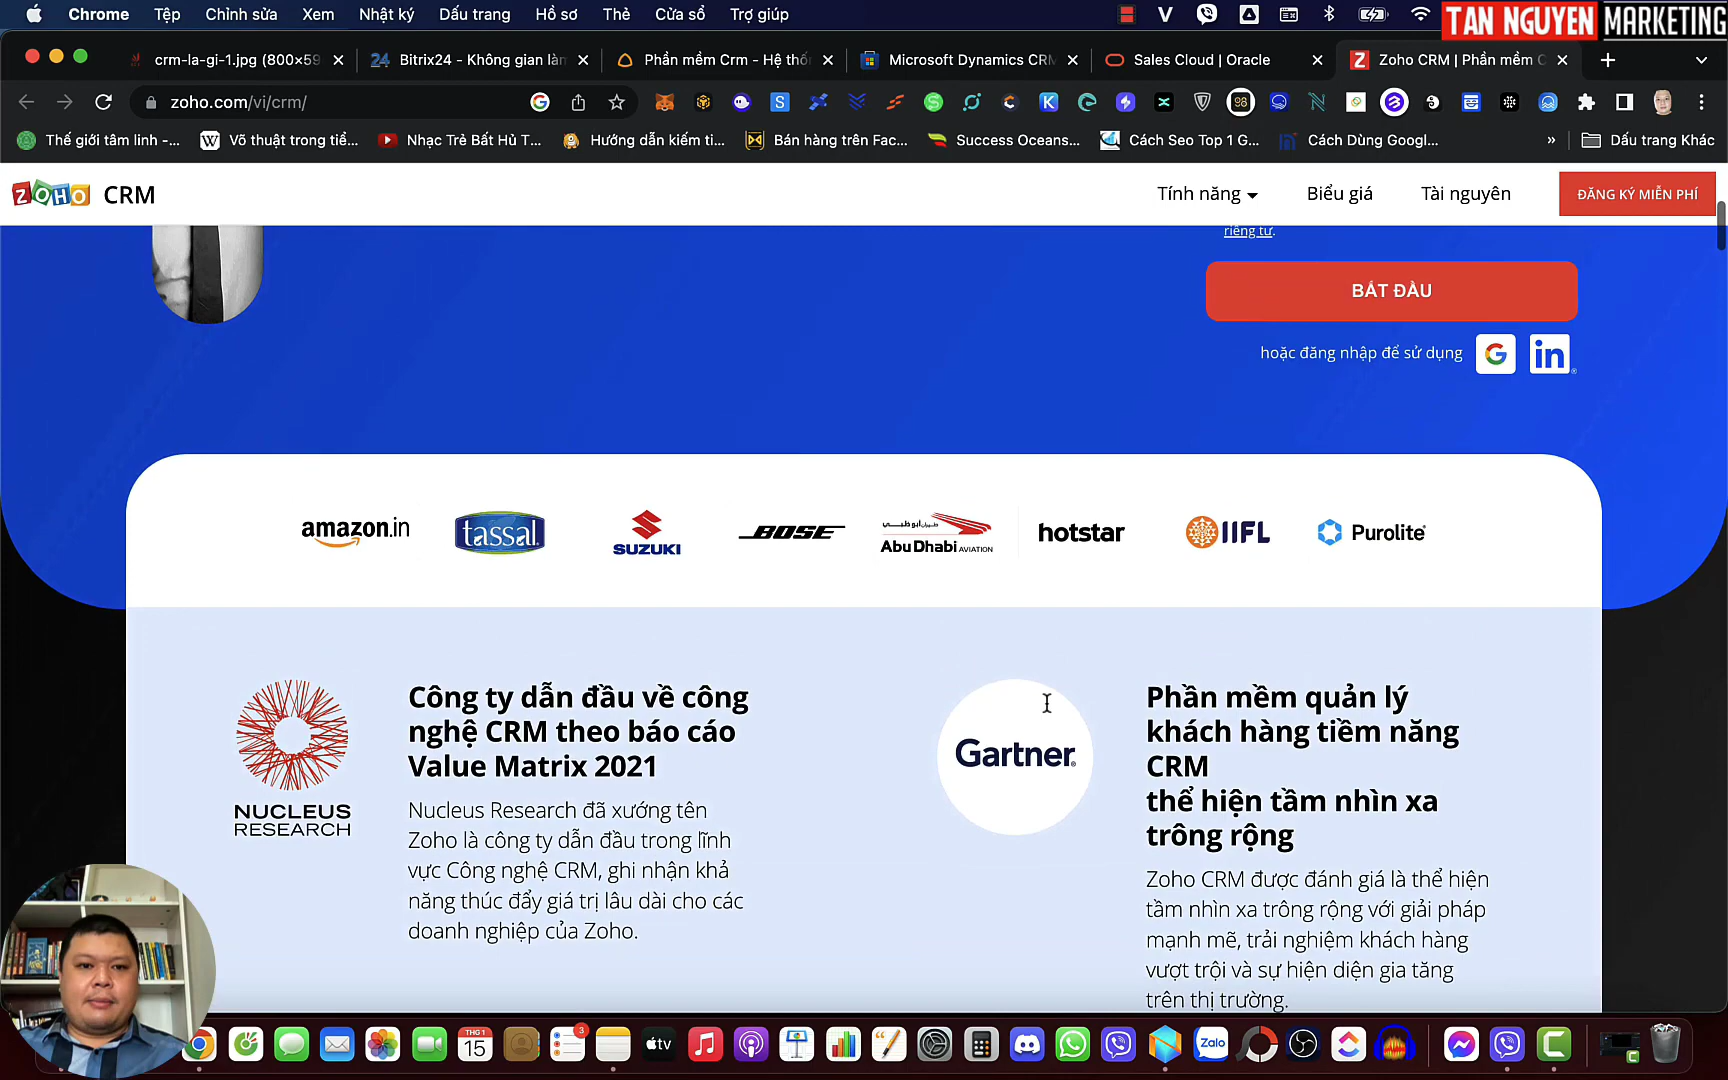 Chrome Tệp Chỉnh sửa Xem Nhật ký Dấu trang Hồ sơ Thẻ Cửa sổ Trợ giúp
TAN NGUYEN MARKETING
crm-la-gi-1.jpg (800×59
Bitrix24 - Không gian làn
Phần mềm Crm - Hệ thố
Microsoft Dynamics CRM
Sales Cloud | Oracle
Zoho CRM | Phần mềm C
zoho.com/vi/crm/
Thế giới tâm linh -...
Võ thuật trong tiể...
Nhạc Trẻ Bất Hủ T...
Hướng dẫn kiếm ti...
Bán hàng trên Fac...
Success Oceans...
Cách Seo Top 1 G...
Cách Dùng Googl...
»
Dấu trang Khác
ZOHO CRM
Tính năng
Biểu giá
Tài nguyên
ĐĂNG KÝ MIỄN PHÍ
riêng tư.
BẮT ĐẦU
hoặc đăng nhập để sử dụng
amazon.in
tassal
SUZUKI
BOSE
Abu Dhabi AVIATION
hotstar
IIFL
Purolite
NUCLEUS
RESEARCH
Công ty dẫn đầu về công
nghệ CRM theo báo cáo
Value Matrix 2021
Nucleus Research đã xướng tên
Zoho là công ty dẫn đầu trong lĩnh
vực Công nghệ CRM, ghi nhận khả
năng thúc đẩy giá trị lâu dài cho các
doanh nghiệp của Zoho.
Gartner
Phần mềm quản lý
khách hàng tiềm năng
CRM
thể hiện tầm nhìn xa
trông rộng
Zoho CRM được đánh giá là thể hiện
tầm nhìn xa trông rộng với giải pháp
mạnh mẽ, trải nghiệm khách hàng
vượt trội và sự hiện diện gia tăng
trên thị trường.
THG 1
15
3
tv
Zalo